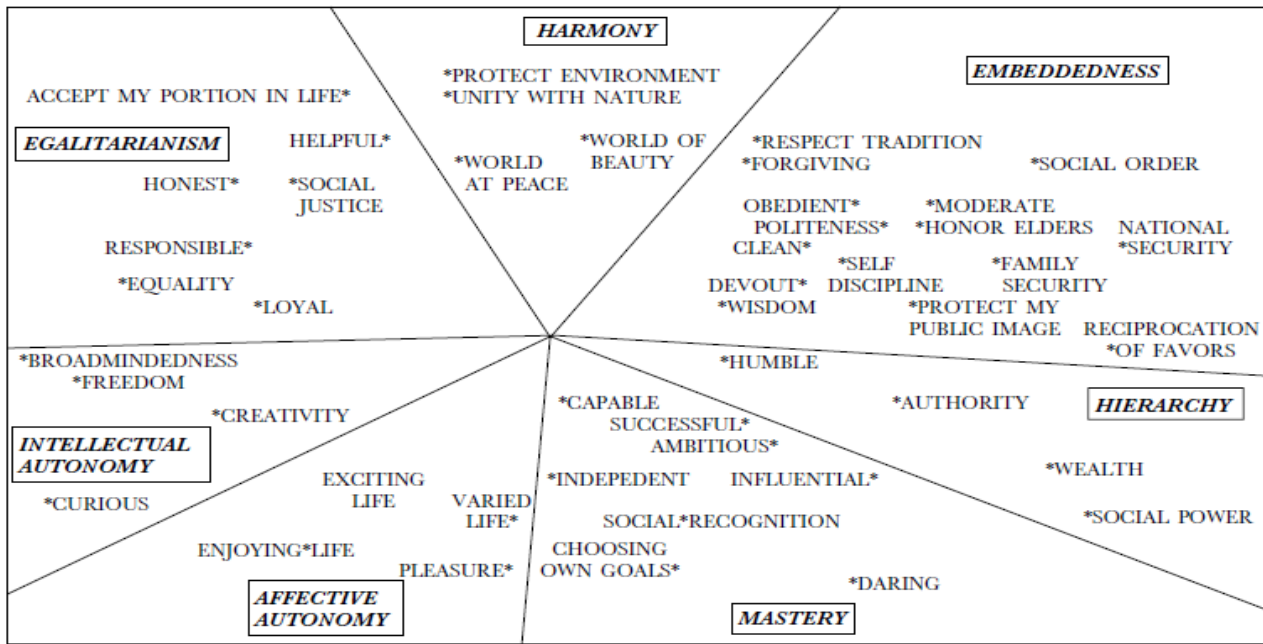 HARMONY
*PROTECT ENVIRONMENT
*UNITY WITH NATURE
*WORLD OF
BEAUTY
*WORLD
AT PEACE
EMBEDDEDNESS
*RESPECT TRADITION
*FORGIVING
*SOCIAL ORDER
OBEDIENT*
*MODERATE
POLITENESS*
*HONOR ELDERS
NATIONAL
*SECURITY
CLEAN*
*SELF
DISCIPLINE
*FAMILY
SECURITY
DEVOUT*
*WISDOM
*PROTECT MY
PUBLIC IMAGE
RECIPROCATION
*OF FAVORS
ACCEPT MY PORTION IN LIFE*
EGALITARIANISM
HELPFUL*
HONEST*
*SOCIAL
JUSTICE
RESPONSIBLE*
*EQUALITY
*LOYAL
*BROADMINDEDNESS
*FREEDOM
*CREATIVITY
INTELLECTUAL
AUTONOMY
*CURIOUS
EXCITING
LIFE
VARIED
LIFE*
ENJOYING*LIFE
PLEASURE*
AFFECTIVE
AUTONOMY
*CAPABLE
SUCCESSFUL*
AMBITIOUS*
*INDEPEDENT
INFLUENTIAL*
SOCIAL*RECOGNITION
CHOOSING
OWN GOALS*
*DARING
MASTERY
*HUMBLE
*AUTHORITY
HIERARCHY
*WEALTH
*SOCIAL POWER